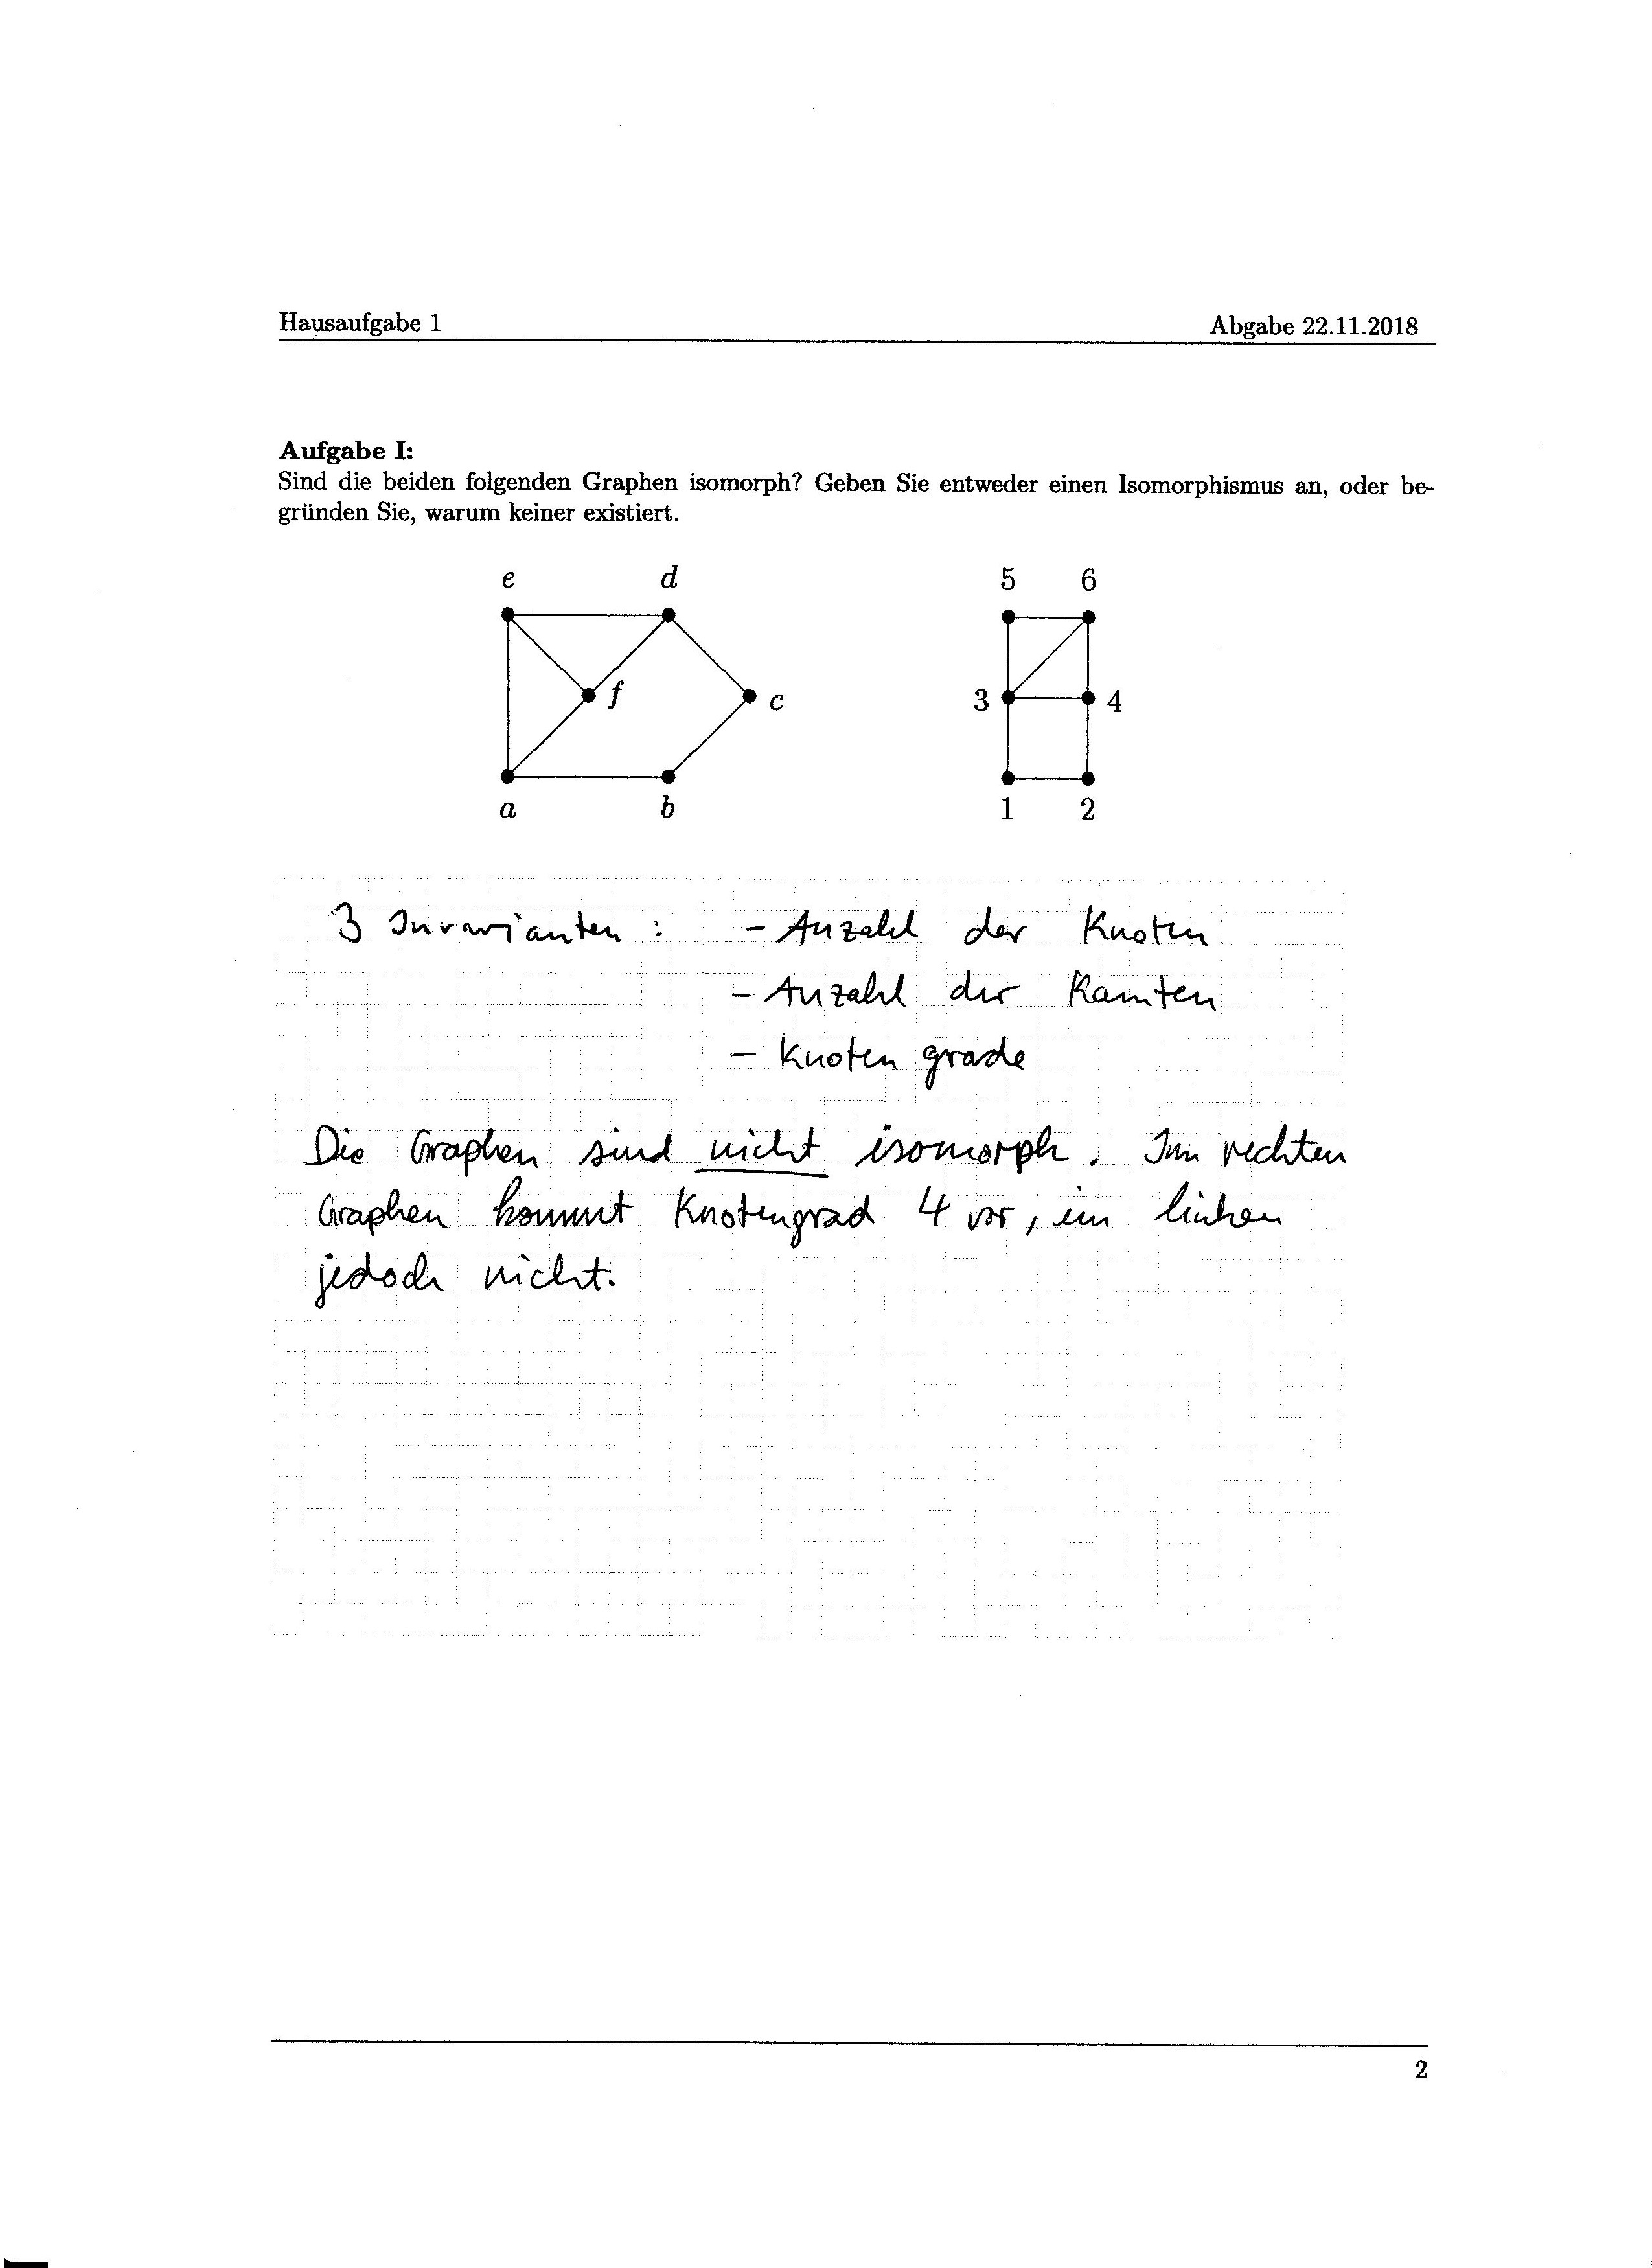 Hausaufgabe 1 Abgabe 22.11.2018
Aufgabe I:
Sind die beiden folgenden Graphen isomorph? Geben Sie entweder einen Isomorphismus an, oder be-
gründen Sie, warum keiner existiert.
e d 5 6
f c 3 4
a b 1 2
3 Invarianten : - Anzahl der Knoten
- Anzahl der Kanten
- Knoten grade
Die Graphen sind nicht isomorph. Im rechten
Graphen kommt Knotengrad 4 vor, im linken
jedoch nicht.
2